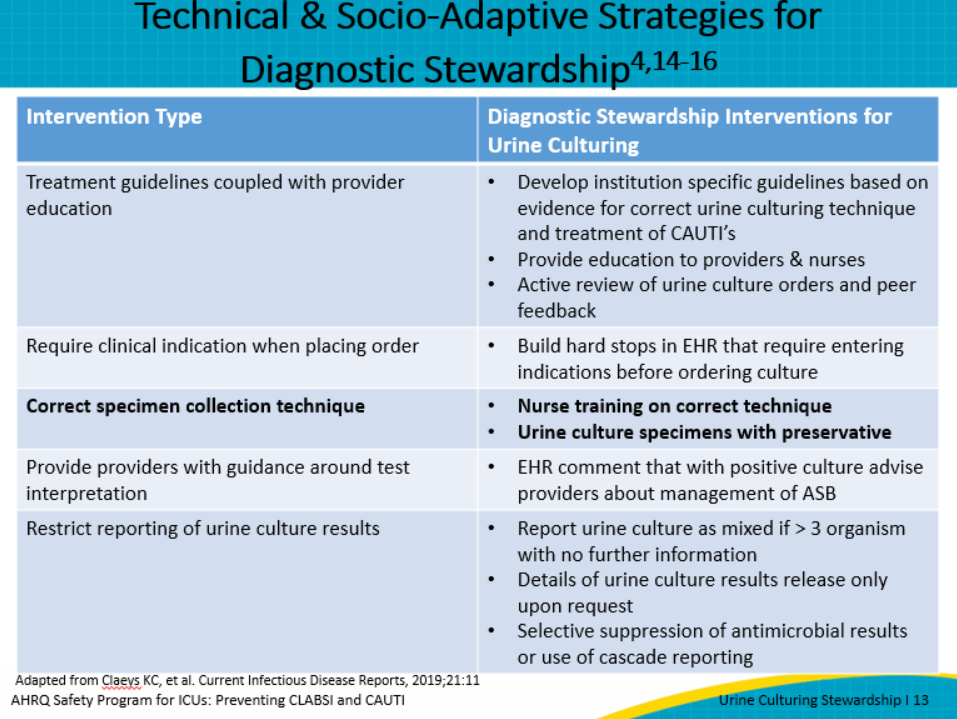 Technical & Socio-Adaptive Strategies for
Diagnostic Stewardship4,14-16
Intervention Type
Diagnostic Stewardship Interventions for
Urine Culturing
Treatment guidelines coupled with provider
education
• Develop institution specific guidelines based on
evidence for correct urine culturing technique
and treatment of CAUTI’s
• Provide education to providers & nurses
• Active review of urine culture orders and peer
feedback
Require clinical indication when placing order
• Build hard stops in EHR that require entering
indications before ordering culture
Correct specimen collection technique
• Nurse training on correct technique
• Urine culture specimens with preservative
Provide providers with guidance around test
interpretation
• EHR comment that with positive culture advise
providers about management of ASB
Restrict reporting of urine culture results
• Report urine culture as mixed if > 3 organism
with no further information
• Details of urine culture results release only
upon request
• Selective suppression of antimicrobial results
or use of cascade reporting
Adapted from Claeys KC, et al. Current Infectious Disease Reports, 2019;21:11
AHRQ Safety Program for ICUs: Preventing CLABSI and CAUTI
Urine Culturing Stewardship I 13